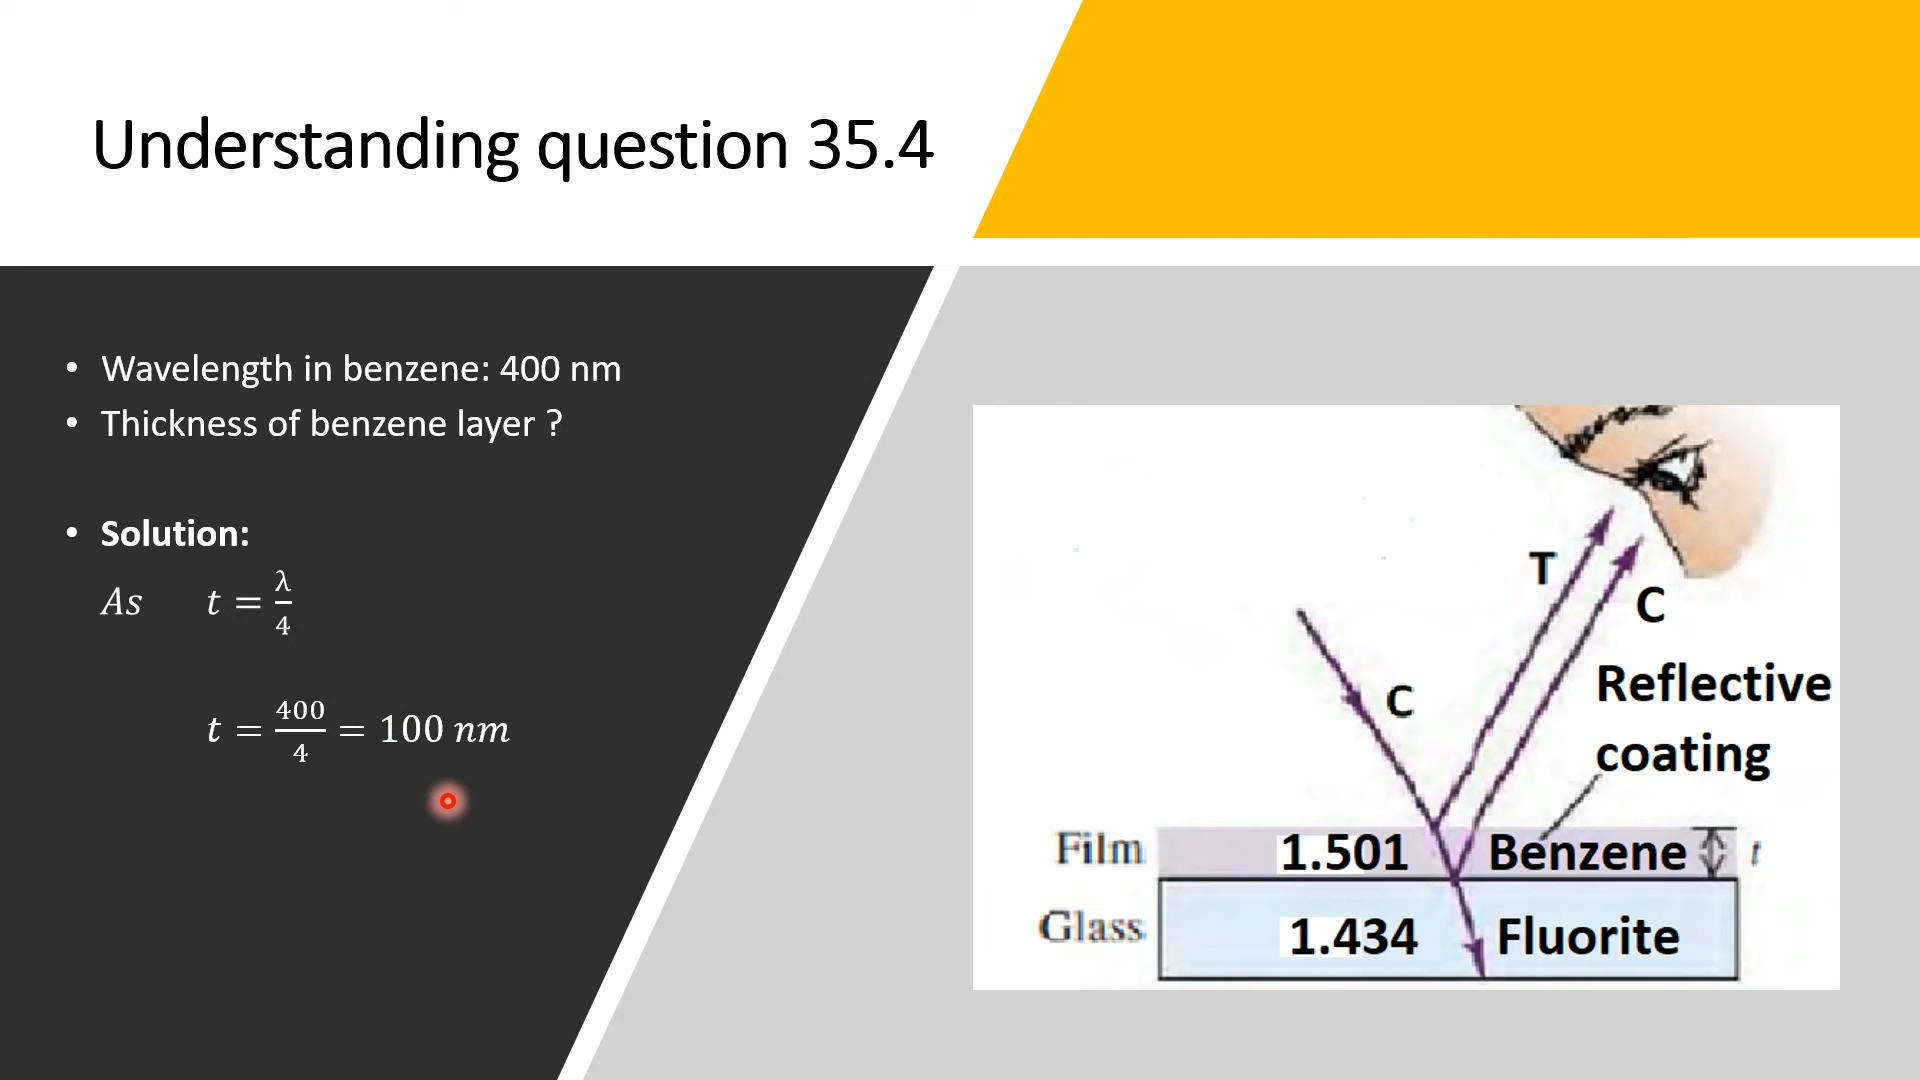 Understanding question 35.4
• Wavelength in benzene: 400 nm
• Thickness of benzene layer ?
• Solution:
As t = λ/4
t = 400/4 = 100 nm
T
C
C
Reflective
coating
Film 1.501 Benzene t
Glass 1.434 Fluorite